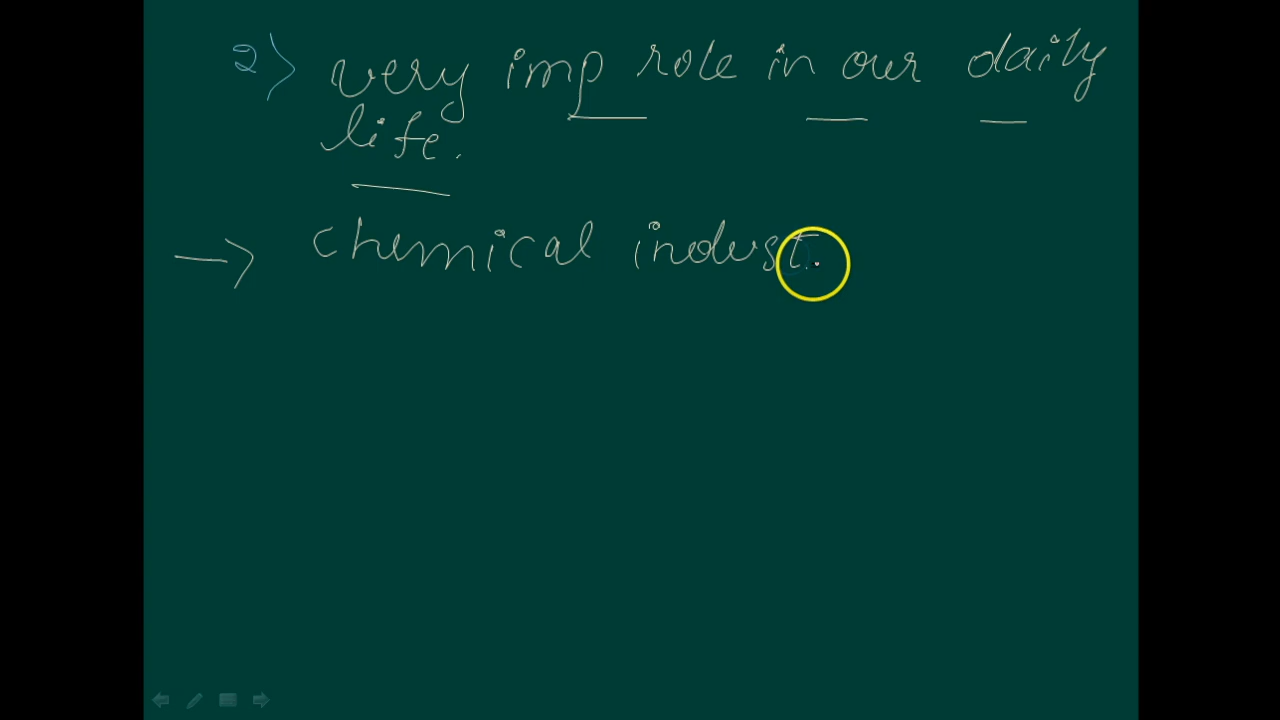 2) very imp role in our daily
life.
→ chemical indust.